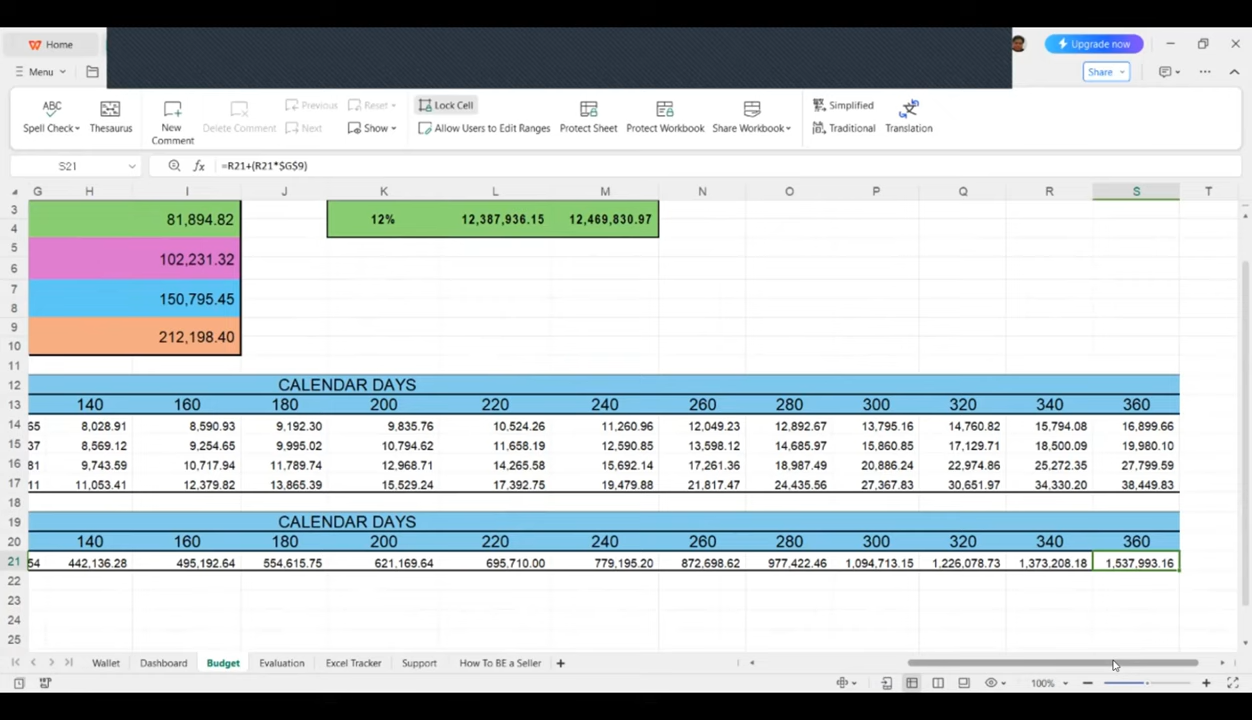 Home
Upgrade now
Menu
Share
ABC
Spell Check
Thesaurus
New Comment
Delete Comment
Previous
Next
Reset
Show
Lock Cell
Allow Users to Edit Ranges
Protect Sheet
Protect Workbook
Share Workbook
Simplified
Traditional
Translation
S21 fx =R21+(R21*$G$9)
G H I J K L M N O P Q R S T
3 81,894.82 12% 12,387,936.15 12,469,830.97
4
5 102,231.32
6
7 150,795.45
8
9 212,198.40
10
11
12 CALENDAR DAYS
13 140 160 180 200 220 240 260 280 300 320 340 360
14 65 8,028.91 8,590.93 9,192.30 9,835.76 10,524.26 11,260.96 12,049.23 12,892.67 13,795.16 14,760.82 15,794.08 16,899.66
15 37 8,569.12 9,254.65 9,995.02 10,794.62 11,658.19 12,590.85 13,598.12 14,685.97 15,860.85 17,129.71 18,500.09 19,980.10
16 81 9,743.59 10,717.94 11,789.74 12,968.71 14,265.58 15,692.14 17,261.36 18,987.49 20,886.24 22,974.86 25,272.35 27,799.59
17 11 11,053.41 12,379.82 13,865.39 15,529.24 17,392.75 19,479.88 21,817.47 24,435.56 27,367.83 30,651.97 34,330.20 38,449.83
18
19 CALENDAR DAYS
20 140 160 180 200 220 240 260 280 300 320 340 360
21 54 442,136.28 495,192.64 554,615.75 621,169.64 695,710.00 779,195.20 872,698.62 977,422.46 1,094,713.15 1,226,078.73 1,373,208.18 1,537,993.16
22
23
24
25
Wallet Dashboard Budget Evaluation Excel Tracker Support How To BE a Seller
100%